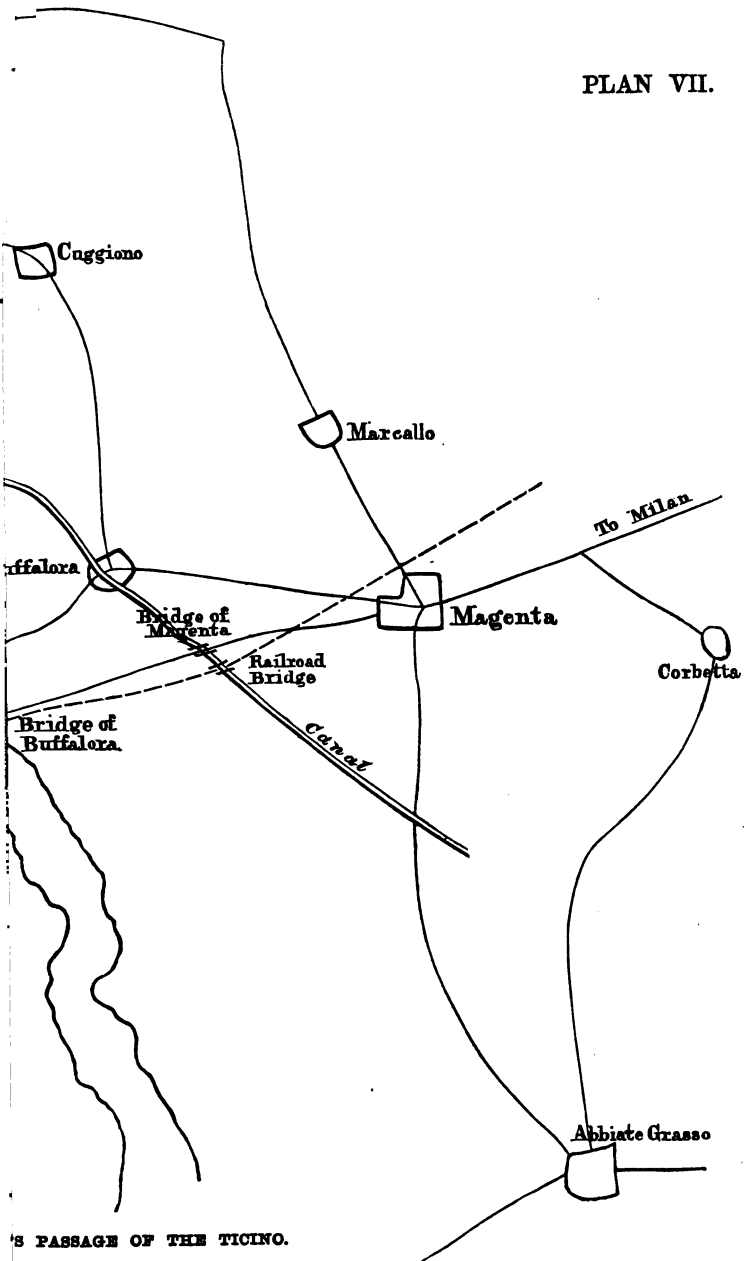 PLAN VII.
Cuggiono
Marcallo
To Milan
uffalora
Bridge of
Magenta
Magenta
Railroad
Bridge
Corbetta
Bridge of
Buffalora.
Canal
Abbiate Grasso
'S PASSAGE OF THE TICINO.